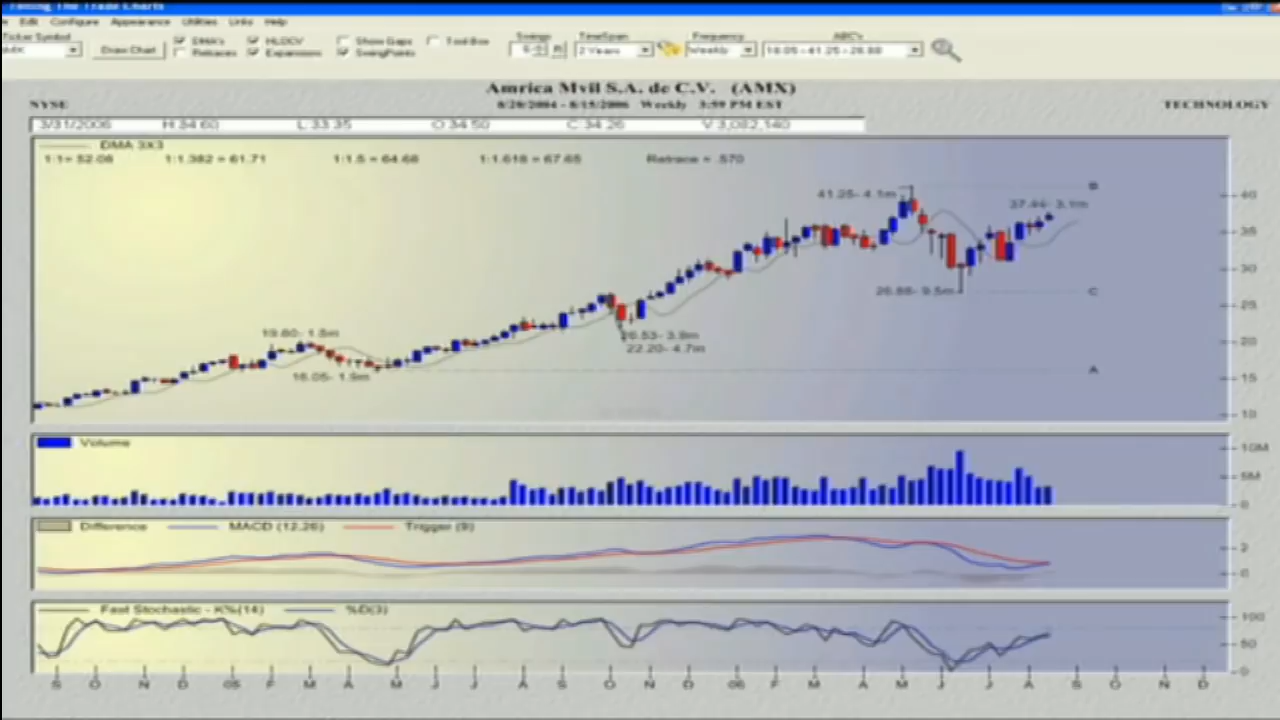 Timing The Trade Charts
Edit Configure Appearance Utilities Links Help
Ticker Symbol
AMX
Draw Chart
DMA's
HLOCV
Show Gaps
Tool Box
Retraces
Expansions
SwingPoints
Swings
TimeSpan
2 Years
Frequency
Weekly
ABC's
16.05 - 41.25 - 26.88
Amrica Mvil S.A. de C.V. (AMX)
NYSE
8/20/2004 - 8/15/2006 Weekly 3:59 PM EST
TECHNOLOGY
3/31/2006 H:34.60 L:33.35 O:34.50 C:34.26 V:3,082,140
DMA 3X3
1:1= 52.08 1:1.382 = 61.71 1:1.5 = 64.68 1:1.618 = 67.65 Retrace = .570
41.25- 4.1m
B
40
37.44- 3.1m
35
30
26.88- 9.5m
C
25
19.80- 1.8m
26.53- 3.9m
20
22.20- 4.7m
16.05- 1.9m
A
15
10
Volume
10M
5M
0
Difference MACD (12,26) Trigger (9)
2
0
Fast Stochastic - K%(14) %D(3)
100
50
0
S O N D 05 F M A M J J A S O N D 06 F M A M J J A S O N D